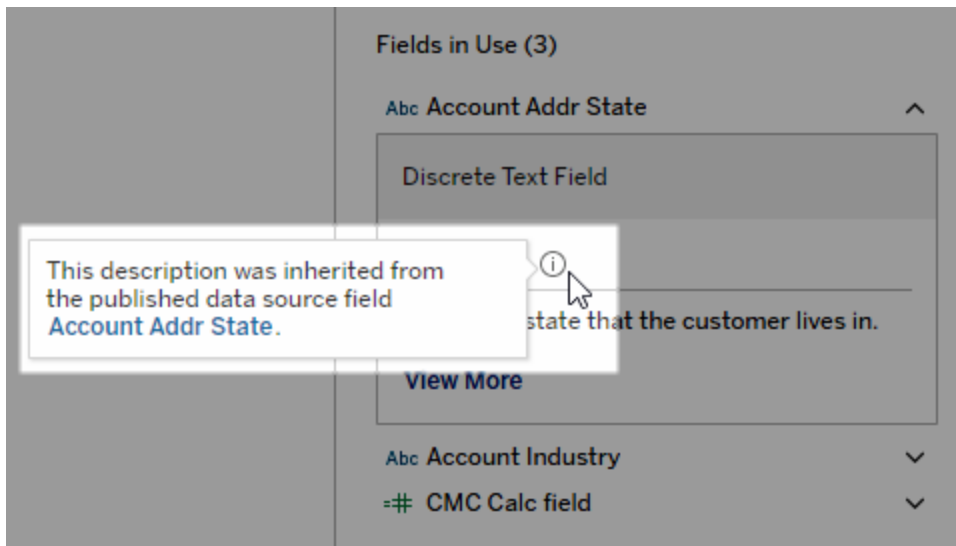 Fields in Use (3)
Abc Account Addr State
Discrete Text Field
This description was inherited from
the published data source field
Account Addr State.
state that the customer lives in.
View More
Abc Account Industry
=# CMC Calc field